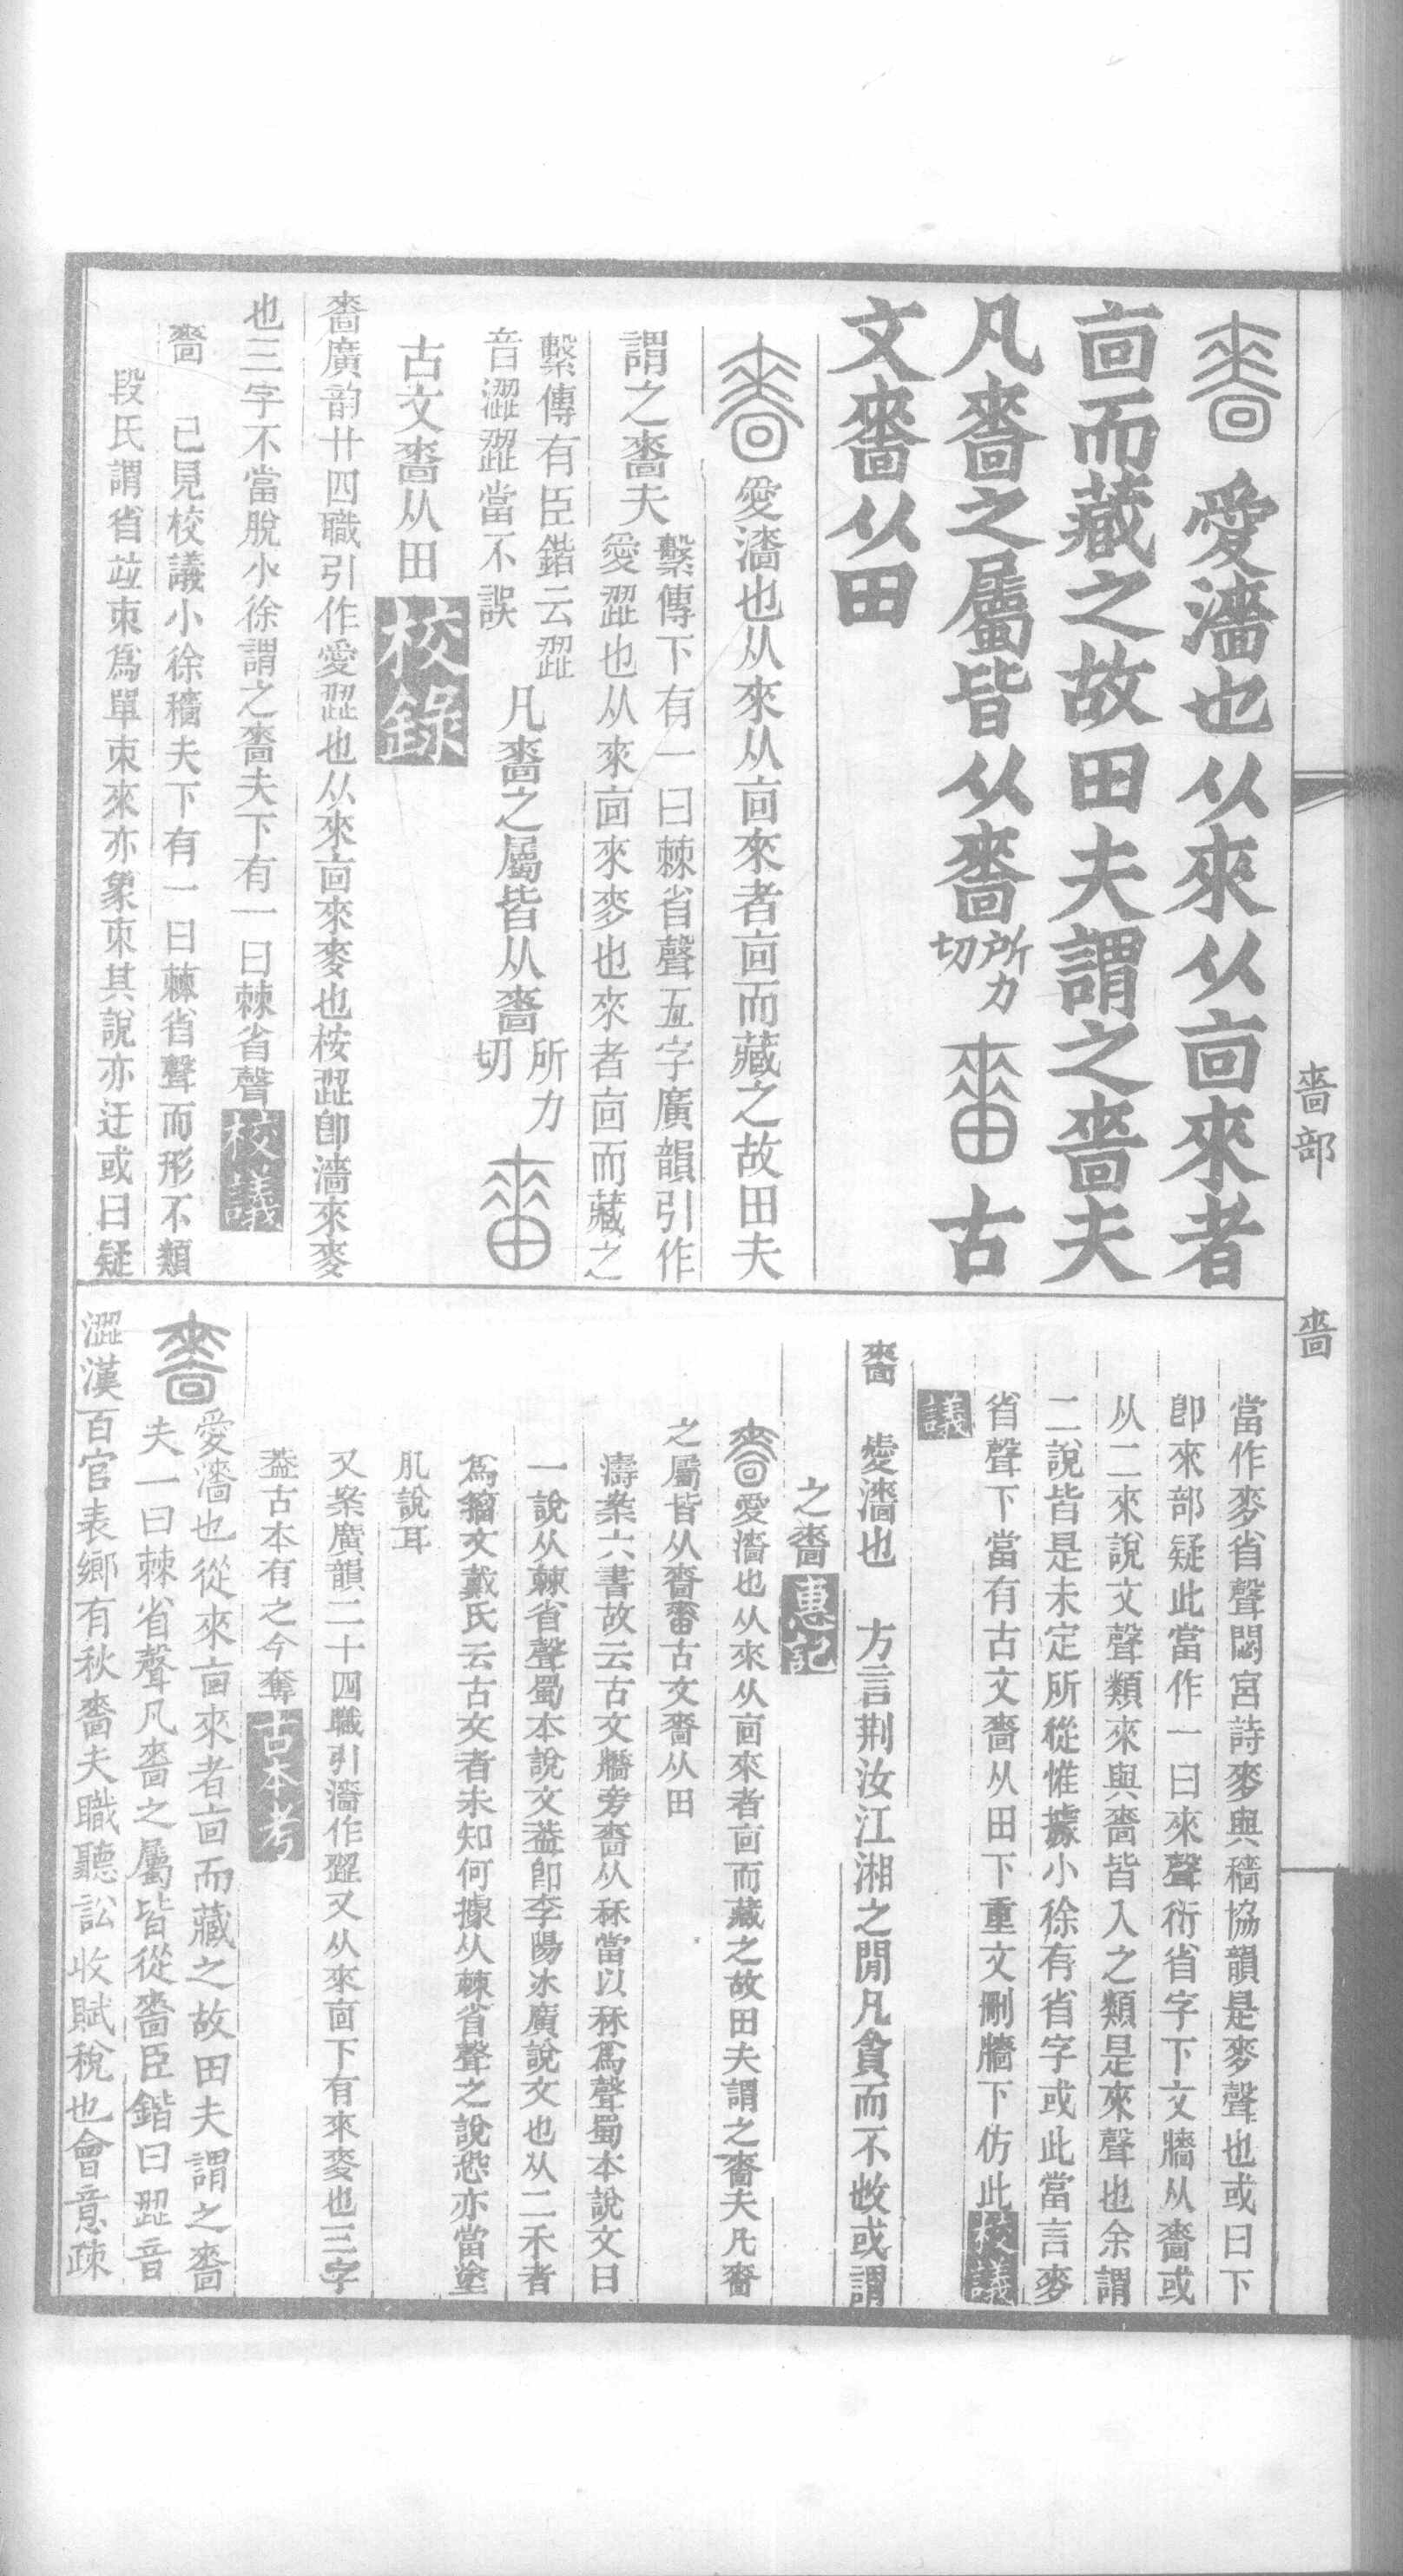 嗇愛濇也从來从㐭來者
㐭而藏之故田夫謂之嗇夫
凡嗇之屬皆从嗇所力切𤲸古
文嗇从田
嗇愛濇也从來从㐭來者㐭而藏之故田夫
謂之嗇夫繫傳下有一曰棘省聲五字廣韻引作
愛歰也从來㐭來麥也來者㐭而藏之
繫傳有臣鍇云歰
音澀歰當不誤
凡嗇之屬皆从嗇所力切𤲸
古文嗇从田校錄
嗇廣韵廿四職引作愛歰也从來㐭來麥也桉歰卽濇來麥
也三字不當脫小徐謂之嗇夫下有一曰棘省聲校議
嗇 已見校議小徐穡夫下有一曰棘省聲而形不類
段氏謂省竝朿爲單朿來亦象朿其說亦迂或曰疑
當作麥省聲閟宮詩麥與穡協韻是麥聲也或曰下
卽來部疑此當作一曰來聲衍省字下文牆从嗇或
从二來說文聲類來與嗇皆入之類是來聲也余謂
二說皆是未定所從惟據小徐有省字或此當言麥
省聲下當有古文嗇从田下重文刪牆下仿此校議
議
嗇 愛濇也 方言荆汝江湘之閒凡貪而不敓或謂
之嗇惠記
嗇愛濇也从來从㐭來者㐭而藏之故田夫謂之嗇夫凡嗇
之屬皆从嗇𤲸古文嗇从田
濤案六書故云古文牆旁嗇从秝當以秝爲聲蜀本說文曰
一說从棘省聲蜀本說文葢卽李陽冰廣說文也从二禾者
爲籀文戴氏云古文者未知何據从棘省聲之說恐亦當塗
肊說耳
又案廣韻二十四職引濇作歰又从來㐭下有來麥也三字
葢古本有之今奪古本考
嗇愛濇也從來㐭來者㐭而藏之故田夫謂之嗇
夫一曰棘省聲凡嗇之屬皆從嗇臣鍇曰歰音
澀漢百官表鄉有秋嗇夫職聽訟收賦稅也會意疎
嗇部 嗇